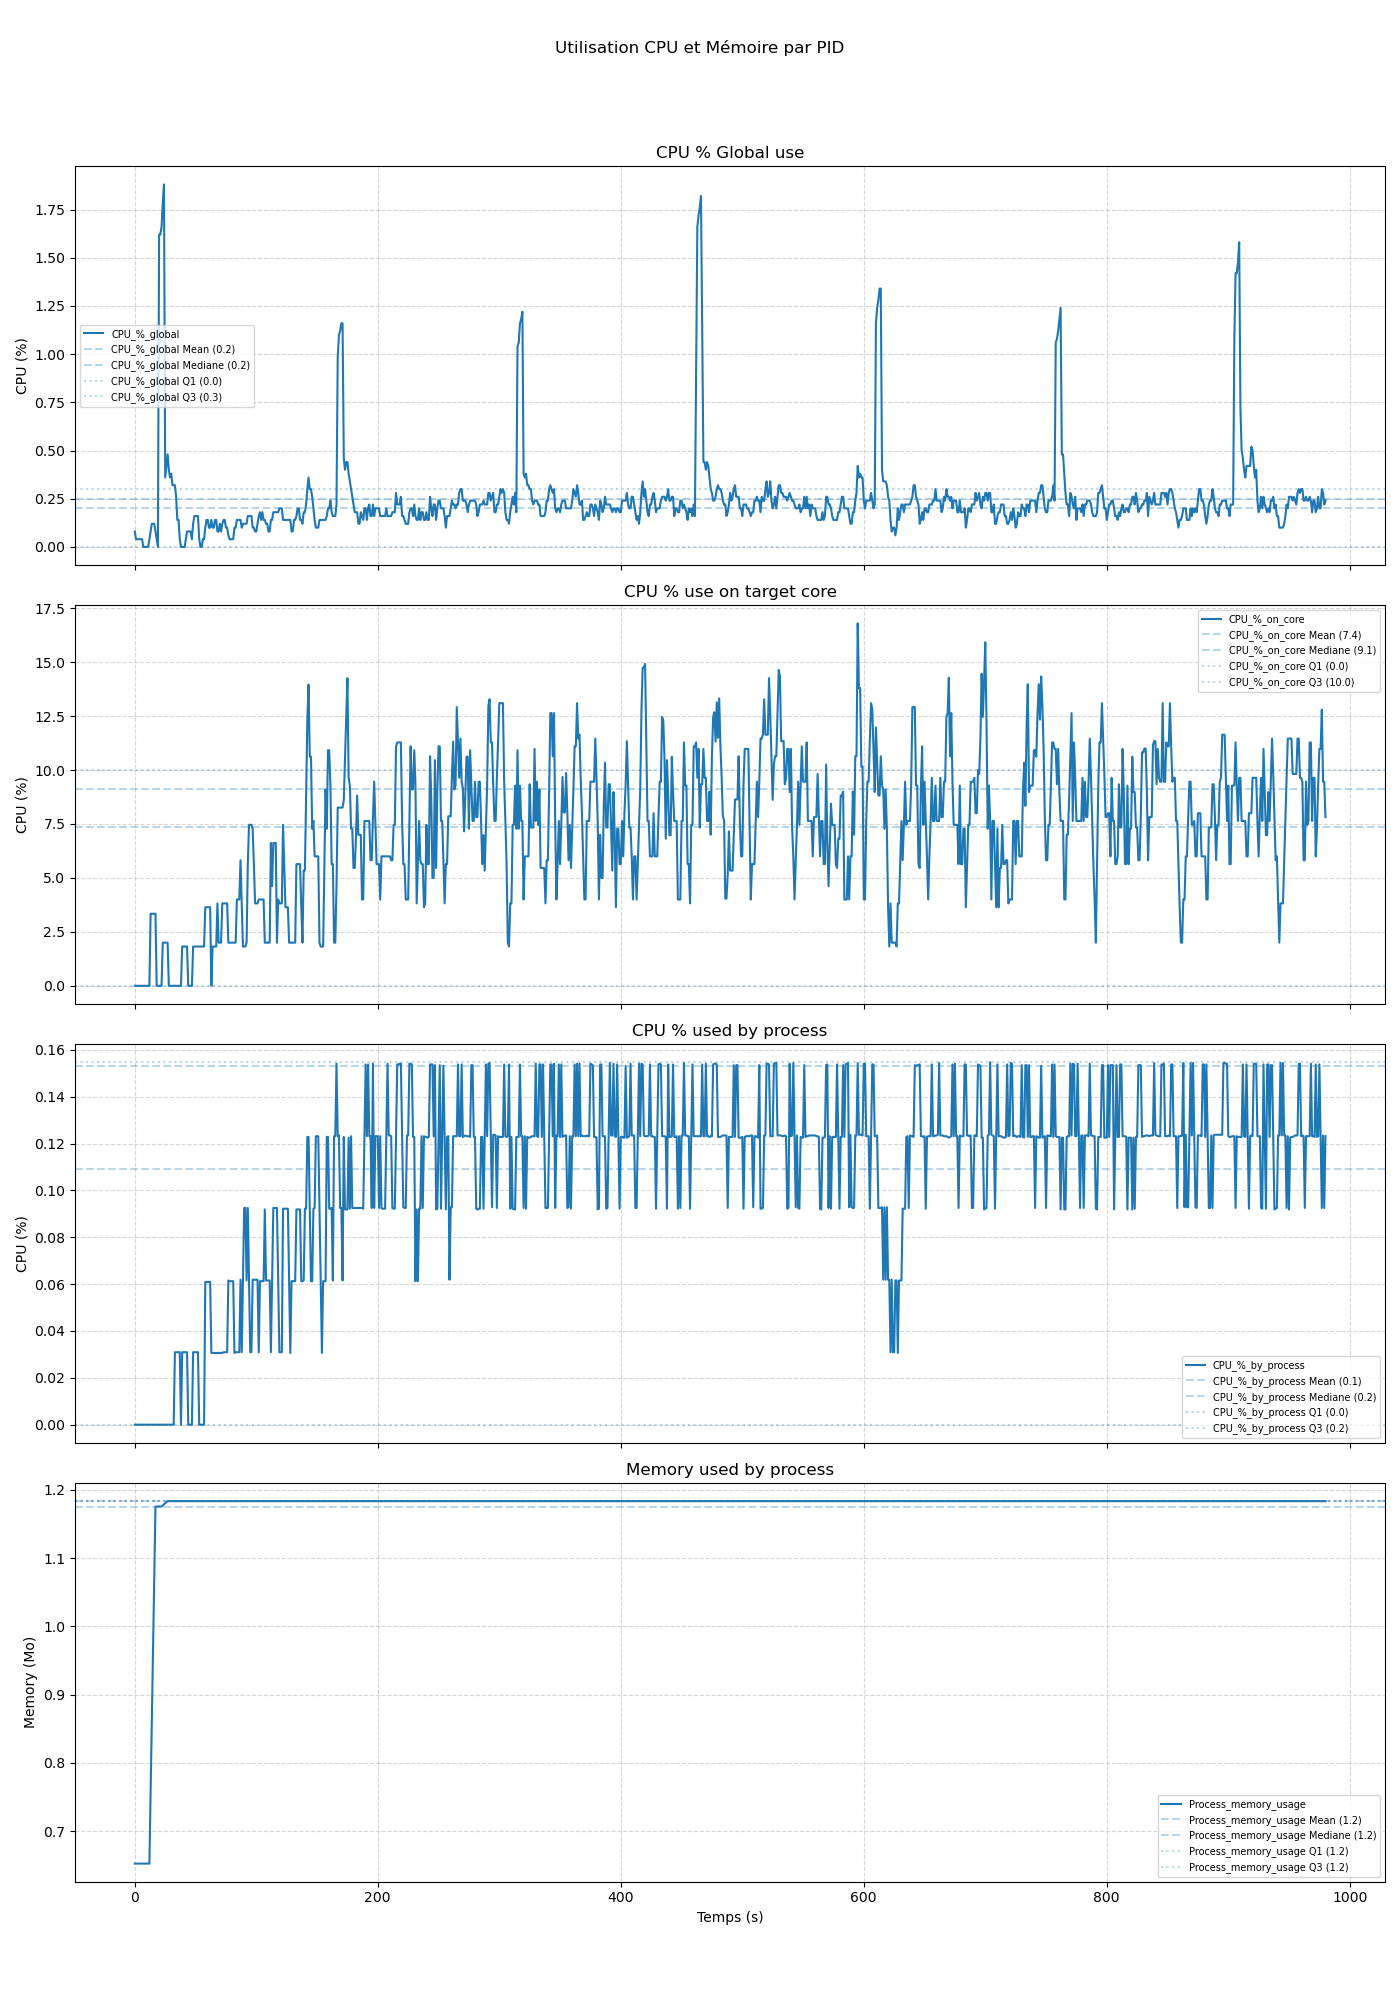 Utilisation CPU et Mémoire par PID
CPU % Global use
CPU (%)
1.75
1.50
1.25
1.00
0.75
0.50
0.25
0.00
CPU_%_global
CPU_%_global Mean (0.2)
CPU_%_global Mediane (0.2)
CPU_%_global Q1 (0.0)
CPU_%_global Q3 (0.3)
CPU % use on target core
CPU (%)
17.5
15.0
12.5
10.0
7.5
5.0
2.5
0.0
CPU_%_on_core
CPU_%_on_core Mean (7.4)
CPU_%_on_core Mediane (9.1)
CPU_%_on_core Q1 (0.0)
CPU_%_on_core Q3 (10.0)
CPU % used by process
CPU (%)
0.16
0.14
0.12
0.10
0.08
0.06
0.04
0.02
0.00
CPU_%_by_process
CPU_%_by_process Mean (0.1)
CPU_%_by_process Mediane (0.2)
CPU_%_by_process Q1 (0.0)
CPU_%_by_process Q3 (0.2)
Memory used by process
Memory (Mo)
1.2
1.1
1.0
0.9
0.8
0.7
Process_memory_usage
Process_memory_usage Mean (1.2)
Process_memory_usage Mediane (1.2)
Process_memory_usage Q1 (1.2)
Process_memory_usage Q3 (1.2)
0 200 400 600 800 1000
Temps (s)